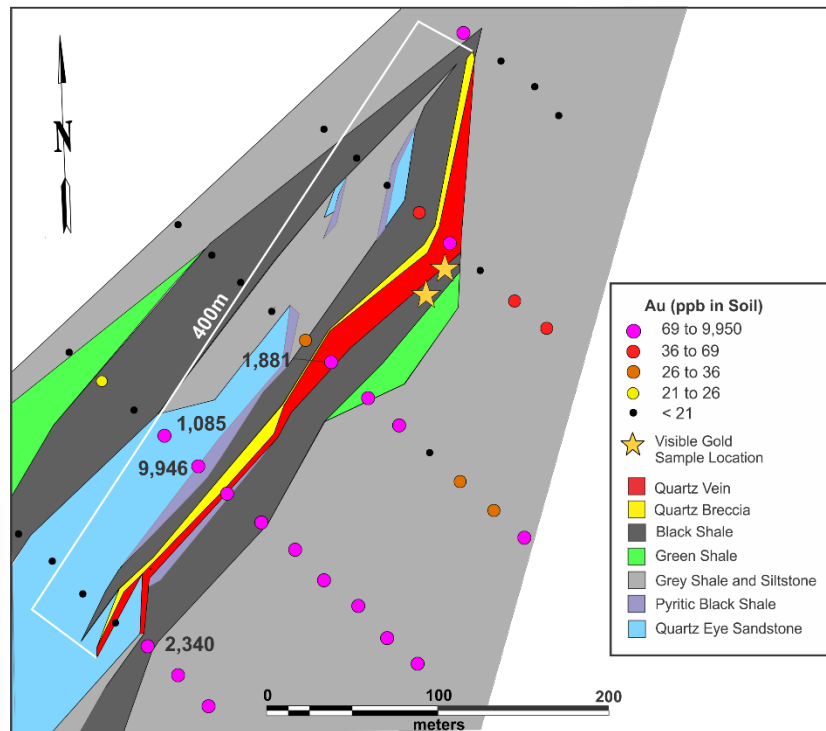 N
400m
1,881
1,085
9,946
2,340
Au (ppb in Soil)
69 to 9,950
36 to 69
26 to 36
21 to 26
< 21
Visible Gold
Sample Location
Quartz Vein
Quartz Breccia
Black Shale
Green Shale
Grey Shale and Siltstone
Pyritic Black Shale
Quartz Eye Sandstone
0 100 200
meters